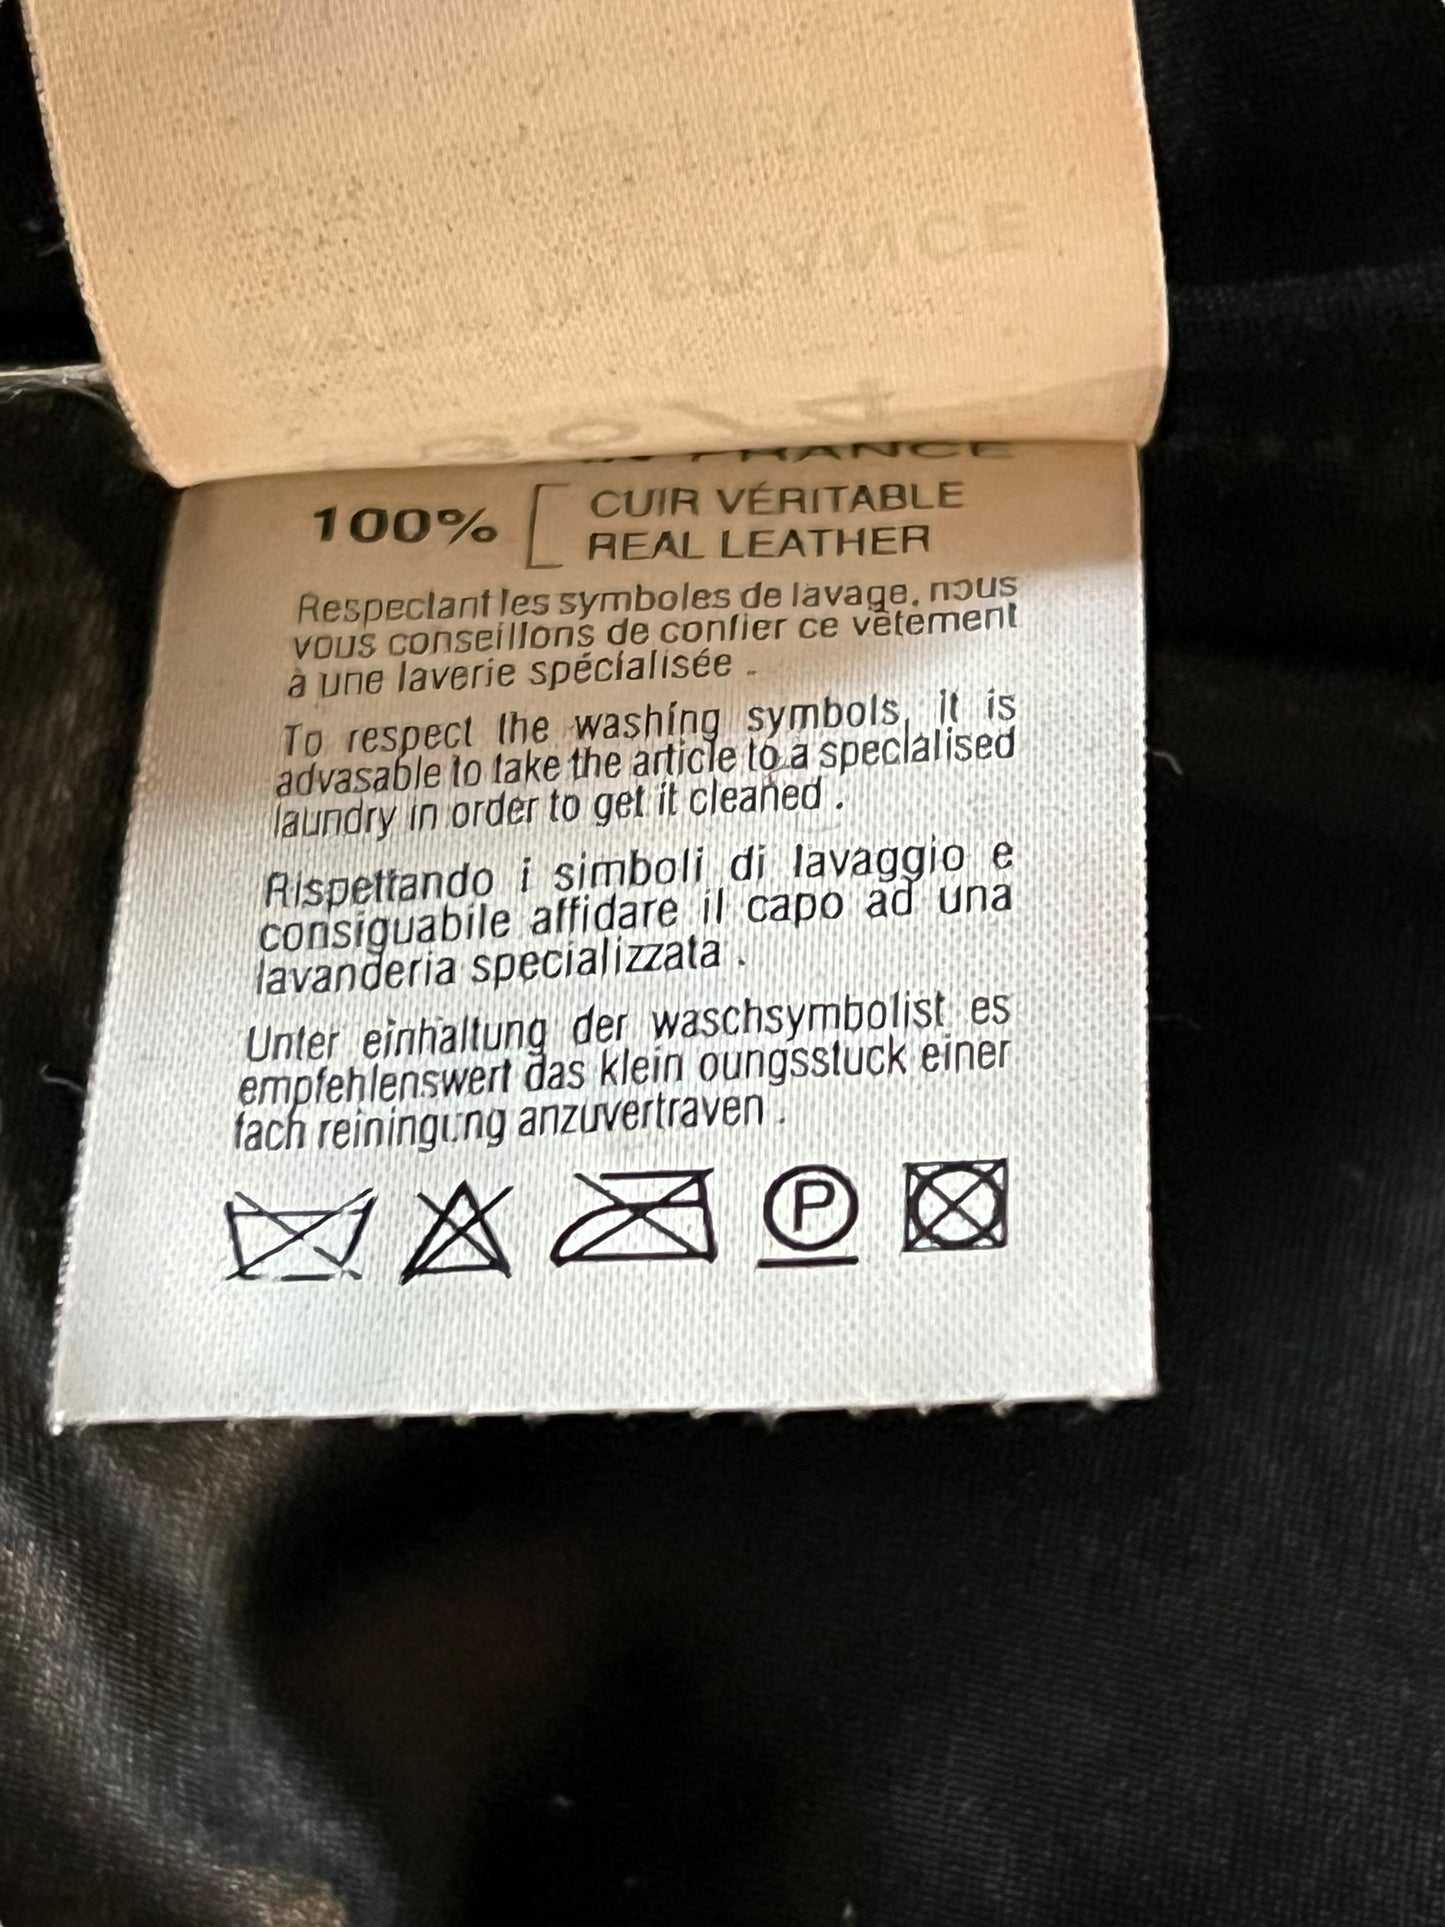 FRANCE
100% CUIR VÉRITABLE
REAL LEATHER
Respectant les symboles de lavage, nous
vous conseillons de confier ce vêtement
à une laverie spécialisée .
To respect the washing symbols, it is
advasable to take the article to a specialised
laundry in order to get it cleaned .
Rispettando i simboli di lavaggio e
consiguabile affidare il capo ad una
lavanderia specializzata .
Unter einhaltung der waschsymbolist es
empfehlenswert das klein oungsstuck einer
fach reiningung anzuvertraven .
P